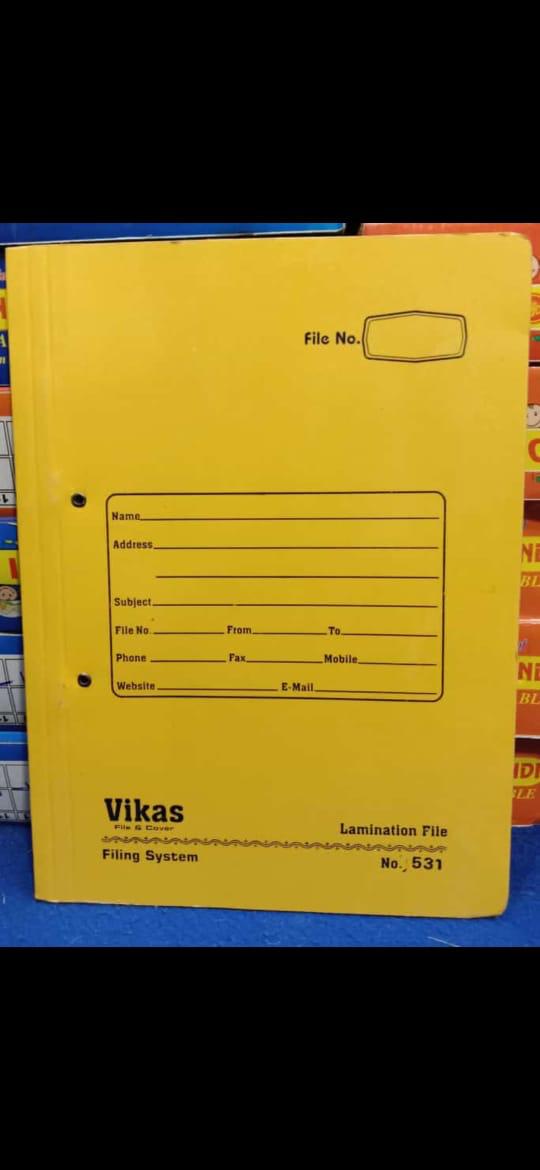 File No.
Name
Address
Subject
File No. From To
Phone Fax Mobile
Website E-Mail
Vikas
File & Cover
Lamination File
Filing System
No. 531